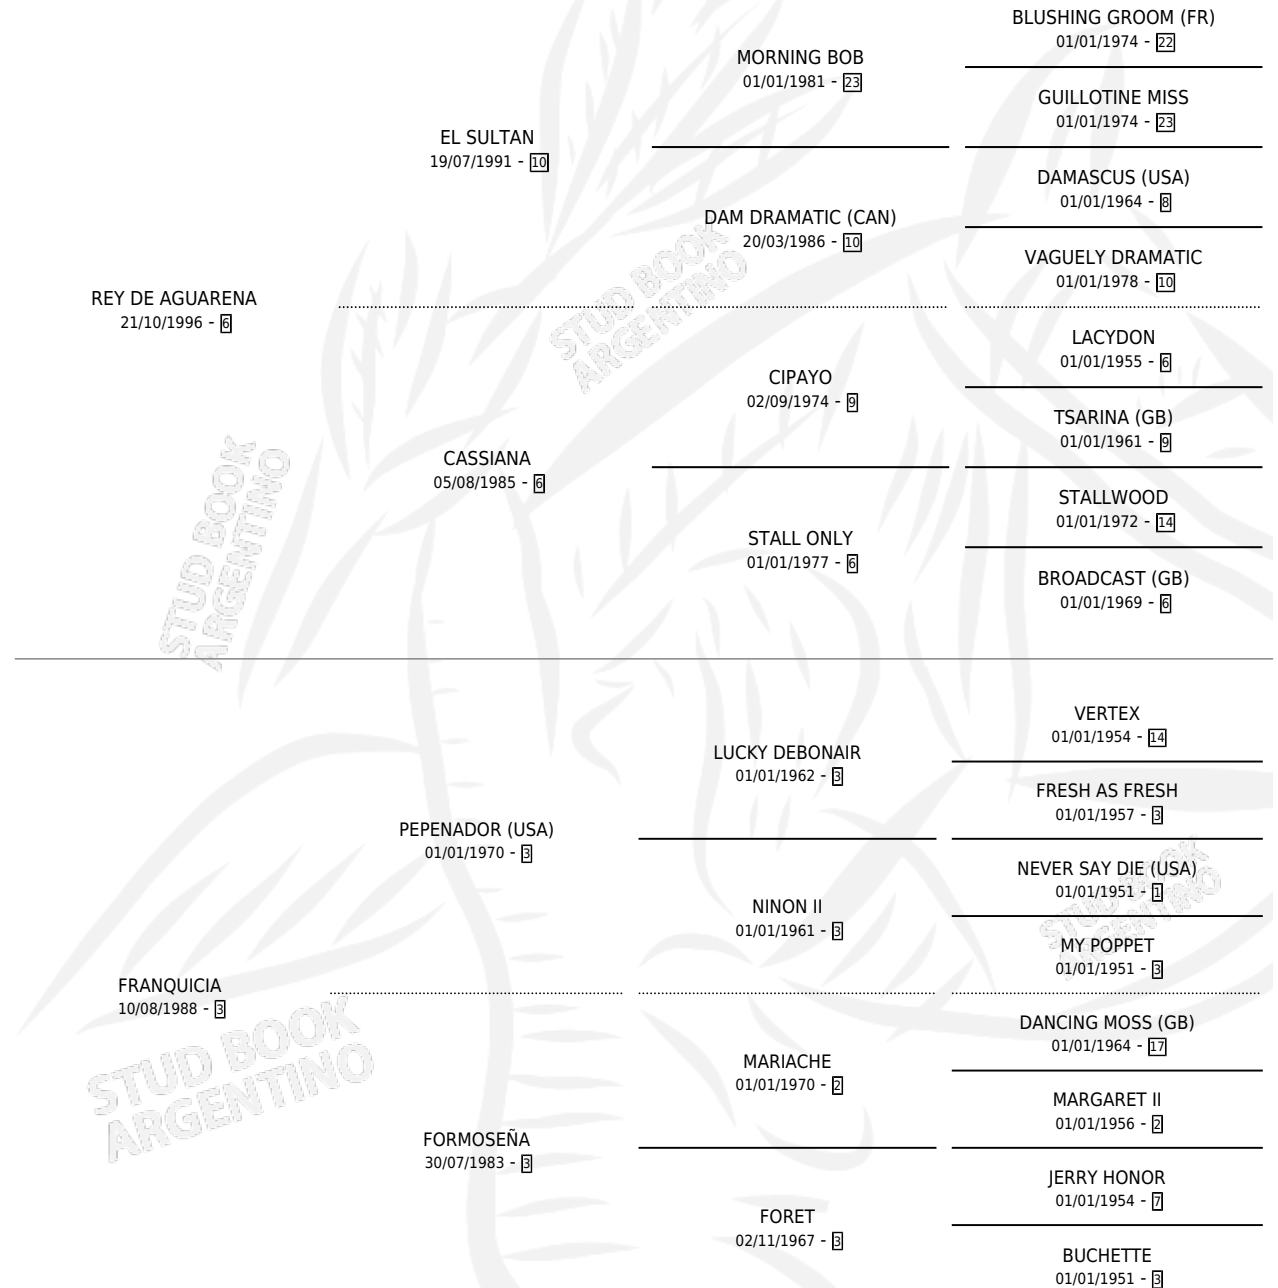 BLUSHING GROOM (FR)
01/01/1974 - 22
MORNING BOB
01/01/1981 - 23
GUILLOTINE MISS
01/01/1974 - 23
EL SULTAN
19/07/1991 - 10
DAMASCUS (USA)
01/01/1964 - 8
DAM DRAMATIC (CAN)
20/03/1986 - 10
VAGUELY DRAMATIC
01/01/1978 - 10
REY DE AGUARENA
21/10/1996 - 6
STUD BOOK
ARGENTINO
LACYDON
01/01/1955 - 6
CIPAYO
02/09/1974 - 9
TSARINA (GB)
01/01/1961 - 9
CASSIANA
05/08/1985 - 6
STALLWOOD
01/01/1972 - 14
STALL ONLY
01/01/1977 - 6
BROADCAST (GB)
01/01/1969 - 6
STUD BOOK
ARGENTINO
VERTEX
01/01/1954 - 14
LUCKY DEBONAIR
01/01/1962 - 3
FRESH AS FRESH
01/01/1957 - 3
PEPENADOR (USA)
01/01/1970 - 3
NEVER SAY DIE (USA)
01/01/1951 - 1
NINON II
01/01/1961 - 3
MY POPPET
01/01/1951 - 3
STUD BOOK
ARGENTINO
FRANQUICIA
10/08/1988 - 3
DANCING MOSS (GB)
01/01/1964 - 17
MARIACHE
01/01/1970 - 2
MARGARET II
01/01/1956 - 2
STUD BOOK
ARGENTINO
FORMOSEÑA
30/07/1983 - 3
JERRY HONOR
01/01/1954 - 7
FORET
02/11/1967 - 3
BUCHETTE
01/01/1951 - 3